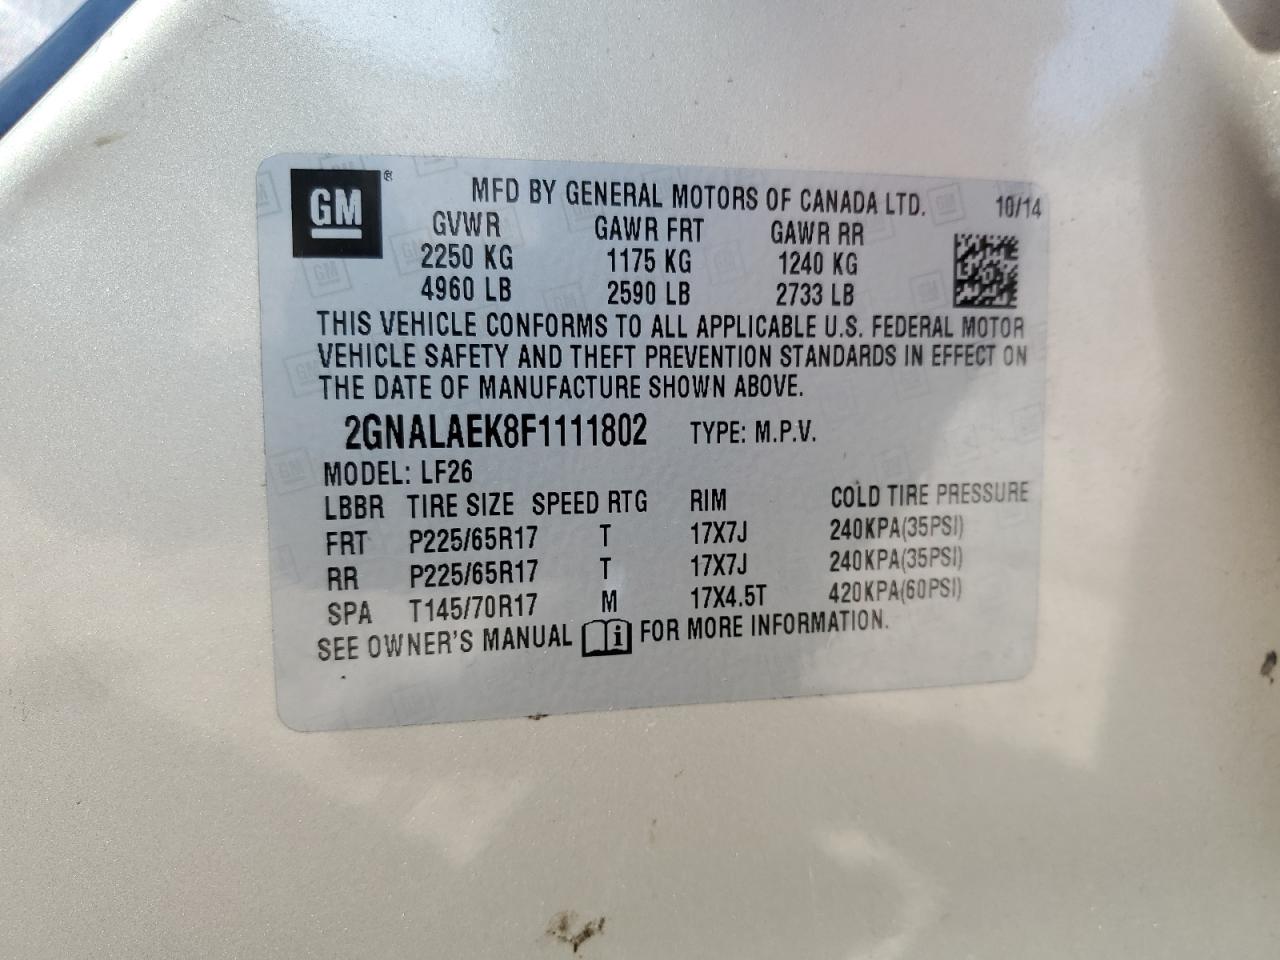 GM ® MFD BY GENERAL MOTORS OF CANADA LTD. 10/14
GVWR GAWR FRT GAWR RR
2250 KG 1175 KG 1240 KG
4960 LB 2590 LB 2733 LB
THIS VEHICLE CONFORMS TO ALL APPLICABLE U.S. FEDERAL MOTOR
VEHICLE SAFETY AND THEFT PREVENTION STANDARDS IN EFFECT ON
THE DATE OF MANUFACTURE SHOWN ABOVE.
2GNALAEK8F1111802 TYPE: M.P.V.
MODEL: LF26
LBBR TIRE SIZE SPEED RTG RIM COLD TIRE PRESSURE
FRT P225/65R17 T 17X7J 240KPA(35PSI)
RR P225/65R17 T 17X7J 240KPA(35PSI)
SPA T145/70R17 M 17X4.5T 420KPA(60PSI)
SEE OWNER'S MANUAL i FOR MORE INFORMATION.